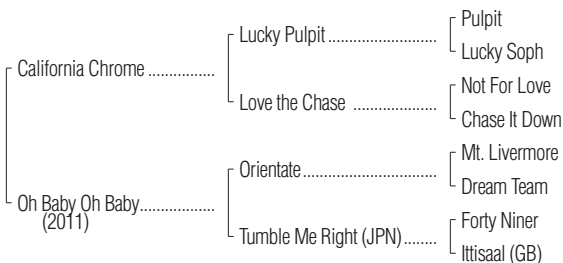 Pulpit
Lucky Pulpit ..........................
Lucky Soph
California Chrome ................
Not For Love
Love the Chase ....................
Chase It Down
Mt. Livermore
Orientate................................
Dream Team
Oh Baby Oh Baby..................
(2011)
Forty Niner
Tumble Me Right (JPN)........
Ittisaal (GB)